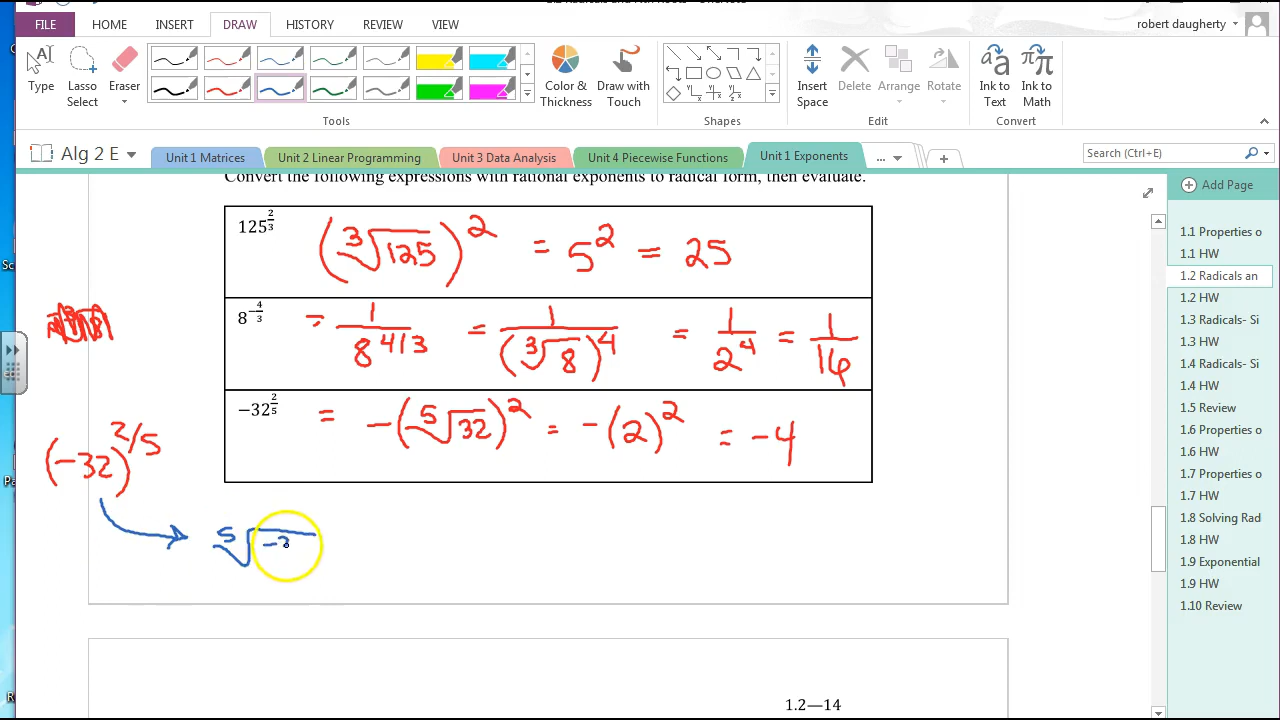 FILE HOME INSERT DRAW HISTORY REVIEW VIEW robert daugherty
Type Lasso Select Eraser Color & Thickness Draw with Touch Insert Space Delete Arrange Rotate Ink to Text Ink to Math
Tools Shapes Edit Convert
Alg 2 E Unit 1 Matrices Unit 2 Linear Programming Unit 3 Data Analysis Unit 4 Piecewise Functions Unit 1 Exponents ... Search (Ctrl+E)
Convert the following expressions with rational exponents to radical form, then evaluate.
125^(2/3) (∛125)^2 = 5^2 = 25
8^(-4/3) = 1/8^(4/3) = 1/(∛8)^4 = 1/2^4 = 1/16
-32^(2/5) = -(⁵√32)^2 = -(2)^2 = -4
(-32)^(2/5)
⁵√-3
1.2—14
Add Page
1.1 Properties o
1.1 HW
1.2 Radicals an
1.2 HW
1.3 Radicals- Si
1.3 HW
1.4 Radicals- Si
1.4 HW
1.5 Review
1.6 Properties o
1.6 HW
1.7 Properties o
1.7 HW
1.8 Solving Rad
1.8 HW
1.9 Exponential
1.9 HW
1.10 Review